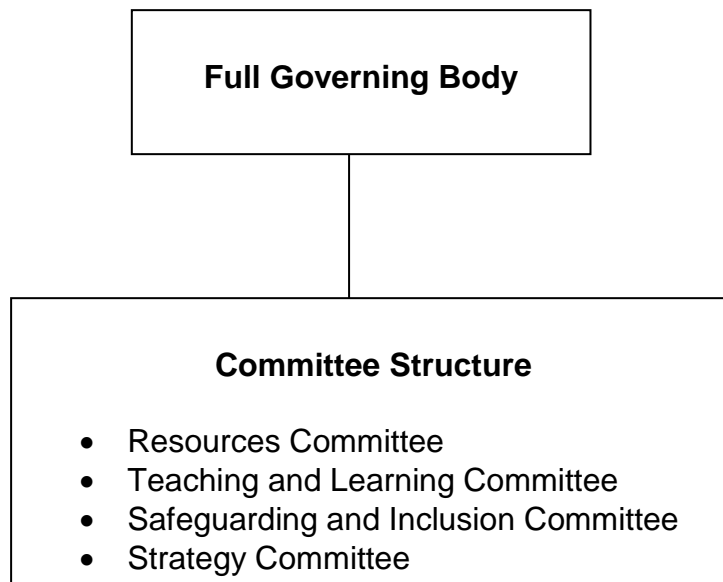 Full Governing Body
Committee Structure
• Resources Committee
• Teaching and Learning Committee
• Safeguarding and Inclusion Committee
• Strategy Committee